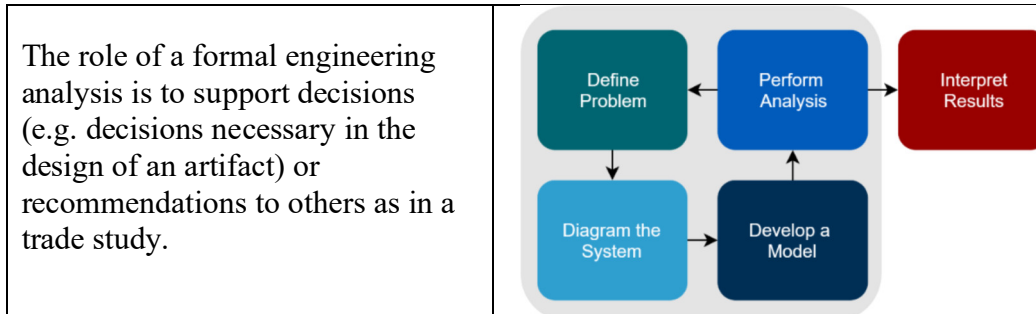 The role of a formal engineering
analysis is to support decisions
(e.g. decisions necessary in the
design of an artifact) or
recommendations to others as in a
trade study.
Define
Problem
Perform
Analysis
Interpret
Results
Diagram the
System
Develop a
Model